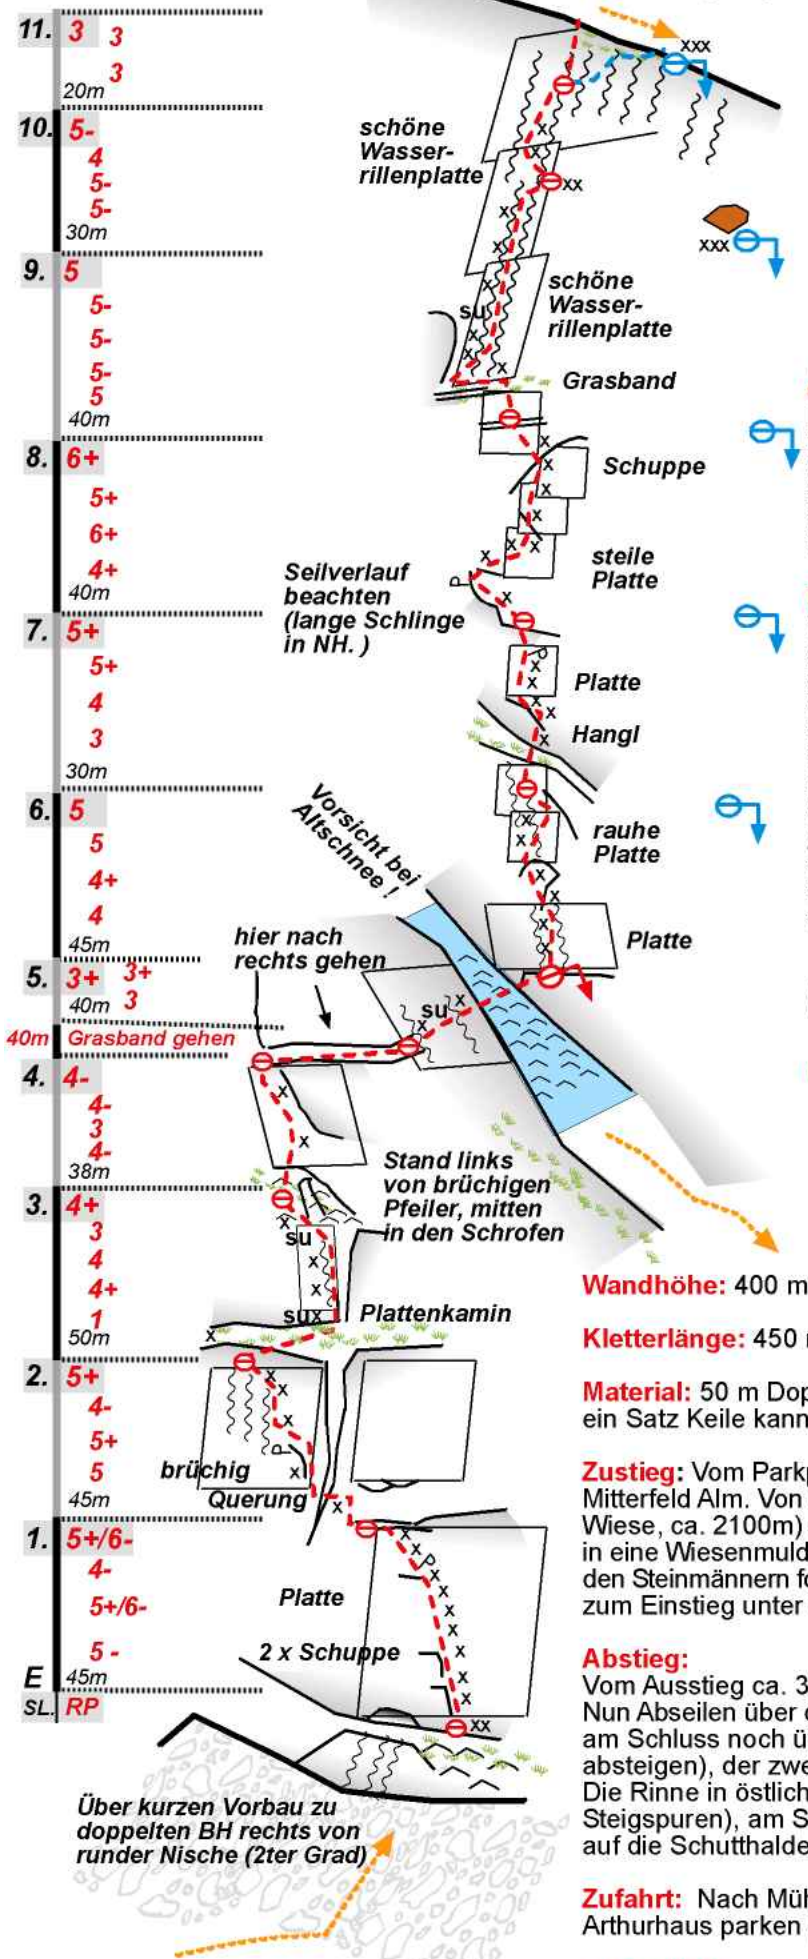 11. 3 3
3
20m
10. 5-
4
5-
5-
30m
schöne
Wasser-
rillenplatte
xxx
xx
xxx
9. 5
5-
5-
5-
5
40m
schöne
Wasser-
rillenplatte
su
Grasband
8. 6+
5+
6+
4+
40m
Schuppe
steile
Platte
Seilverlauf
beachten
(lange Schlinge
in NH. )
7. 5+
5+
4
3
30m
Platte
Hangl
6. 5
5
4+
4
45m
Vorsicht bei
Altschnee !
rauhe
Platte
Platte
5. 3+ 3+
40m 3
hier nach
rechts gehen
su
40m Grasband gehen
4. 4-
4-
3
4-
38m
Stand links
von brüchigen
Pfeiler, mitten
in den Schrofen
3. 4+
3
4
4+
1
50m
su
sux
Plattenkamin
2. 5+
4-
5+
5
45m
brüchig
Querung
1. 5+/6-
4-
5+/6-
5 -
E 45m
SL. RP
Platte
2 x Schuppe
xx
Über kurzen Vorbau zu
doppelten BH rechts von
runder Nische (2ter Grad)
Wandhöhe: 400 m
Kletterlänge: 450
Material: 50 m Dop
ein Satz Keile kann
Zustieg: Vom Parkp
Mitterfeld Alm. Von
Wiese, ca. 2100m)
in eine Wiesenmuld
den Steinmännern fo
zum Einstieg unter
Abstieg:
Vom Ausstieg ca. 3
Nun Abseilen über
am Schluss noch ü
absteigen), der zwe
Die Rinne in östlich
Steigspuren), am S
auf die Schutthalde
Zufahrt: Nach Müh
Arthurhaus parken